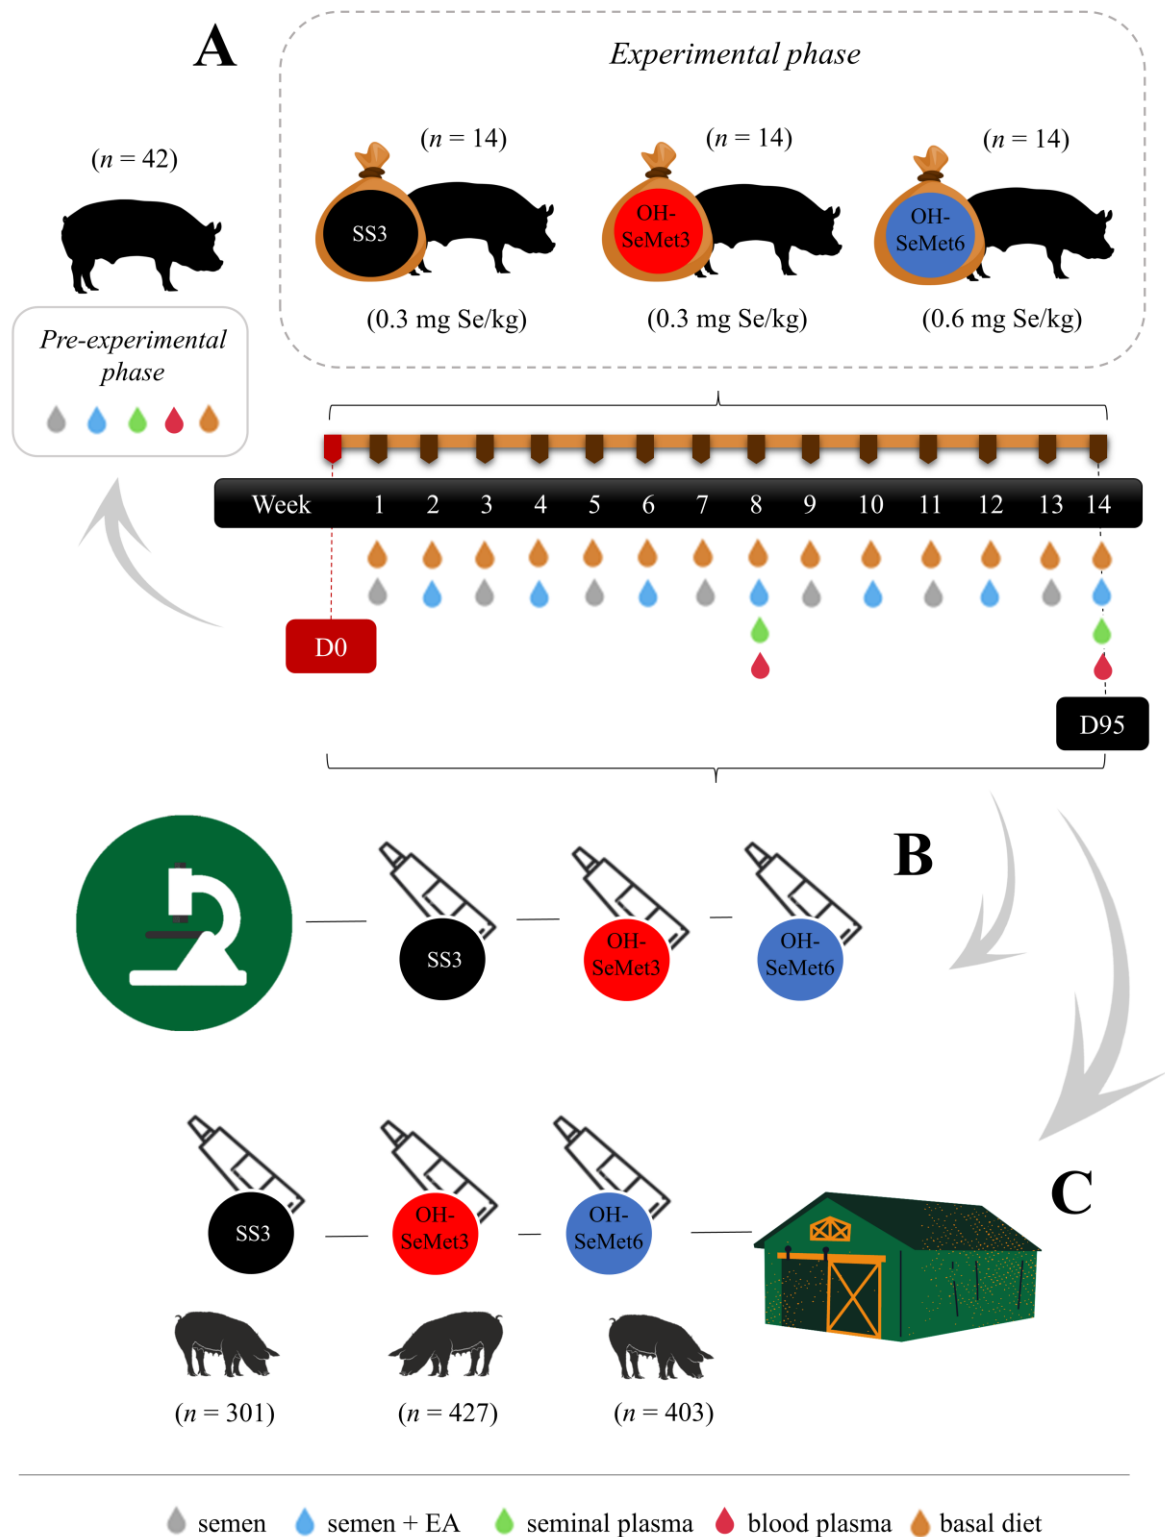 A
Experimental phase
(n = 42)
(n = 14)
(n = 14)
(n = 14)
SS3
OH-
SeMet3
OH-
SeMet6
(0.3 mg Se/kg)
(0.3 mg Se/kg)
(0.6 mg Se/kg)
Pre-experimental
phase
Week 1 2 3 4 5 6 7 8 9 10 11 12 13 14
D0
D95
B
SS3
OH-
SeMet3
OH-
SeMet6
C
SS3
OH-
SeMet3
OH-
SeMet6
(n = 301)
(n = 427)
(n = 403)
semen semen + EA seminal plasma blood plasma basal diet